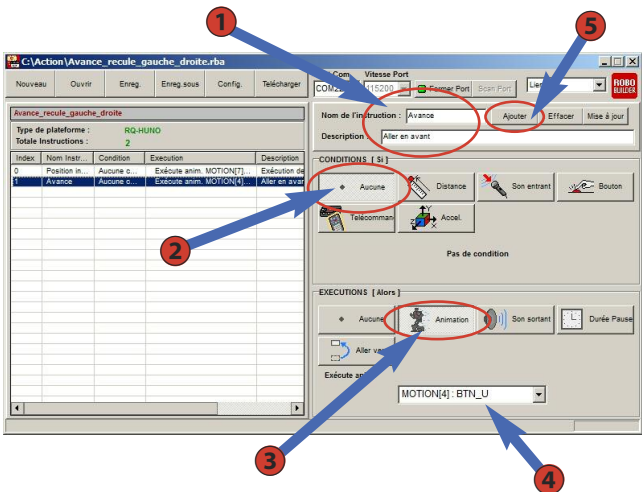 1
5
C:\Action\Avance_recule_gauche_droite.rba
Nouveau Ouvrir Enreg. Enreg.sous Config. Télécharger
Com Vitesse Port
COM2 115200 Fermer Port Scan Port
ROBO
BUILDER
Avance_recule_gauche_droite
Type de plateforme : RQ-HUNO
Totale Instructions : 2
Index Nom Instr... Condition Execution Description
0 Position in... Aucune c... Exécute anim. MOTION[7]... Exécution de
1 Avance Aucune c... Exécute anim. MOTION[4]... Aller en avar
Nom de l'instruction : Avance Ajouter Effacer Mise à jour
Description : Aller en avant
CONDITIONS [ Si ]
Aucune Distance Son entrant Bouton
Télécomman Accel.
Z Y X
Pas de condition
2
EXECUTIONS [ Alors ]
Aucune Animation Son sortant Durée Pause
Aller ve
Exécute an
MOTION[4] : BTN_U
3
4